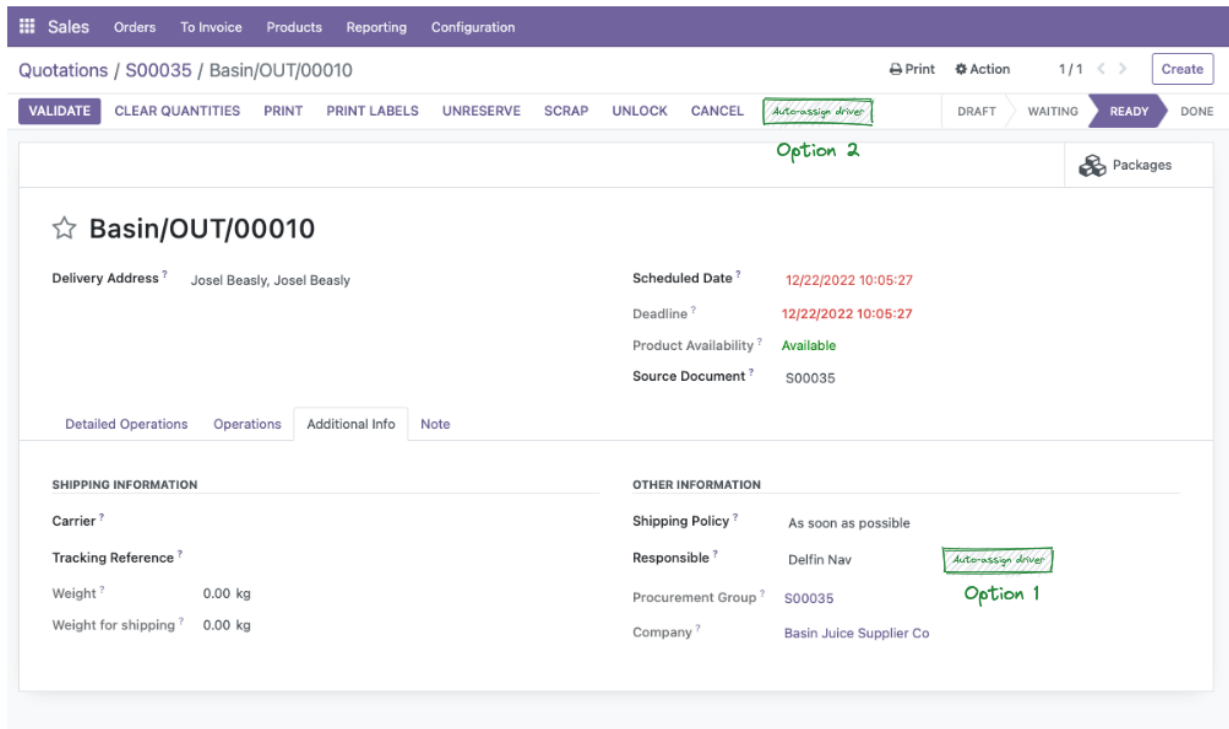 Sales Orders To Invoice Products Reporting Configuration
Quotations / S00035 / Basin/OUT/00010 Print Action 1/1 Create
VALIDATE CLEAR QUANTITIES PRINT PRINT LABELS UNRESERVE SCRAP UNLOCK CANCEL Auto-assign driver DRAFT WAITING READY DONE
Option 2
Packages
Basin/OUT/00010
Delivery Address ? Josel Beasly, Josel Beasly Scheduled Date ? 12/22/2022 10:05:27
Deadline ? 12/22/2022 10:05:27
Product Availability ? Available
Source Document ? S00035
Detailed Operations Operations Additional Info Note
SHIPPING INFORMATION OTHER INFORMATION
Carrier ? Shipping Policy ? As soon as possible
Tracking Reference ? Responsible ? Delfin Nav Auto-assign driver
Weight ? 0.00 kg Procurement Group ? S00035 Option 1
Weight for shipping ? 0.00 kg Company ? Basin Juice Supplier Co